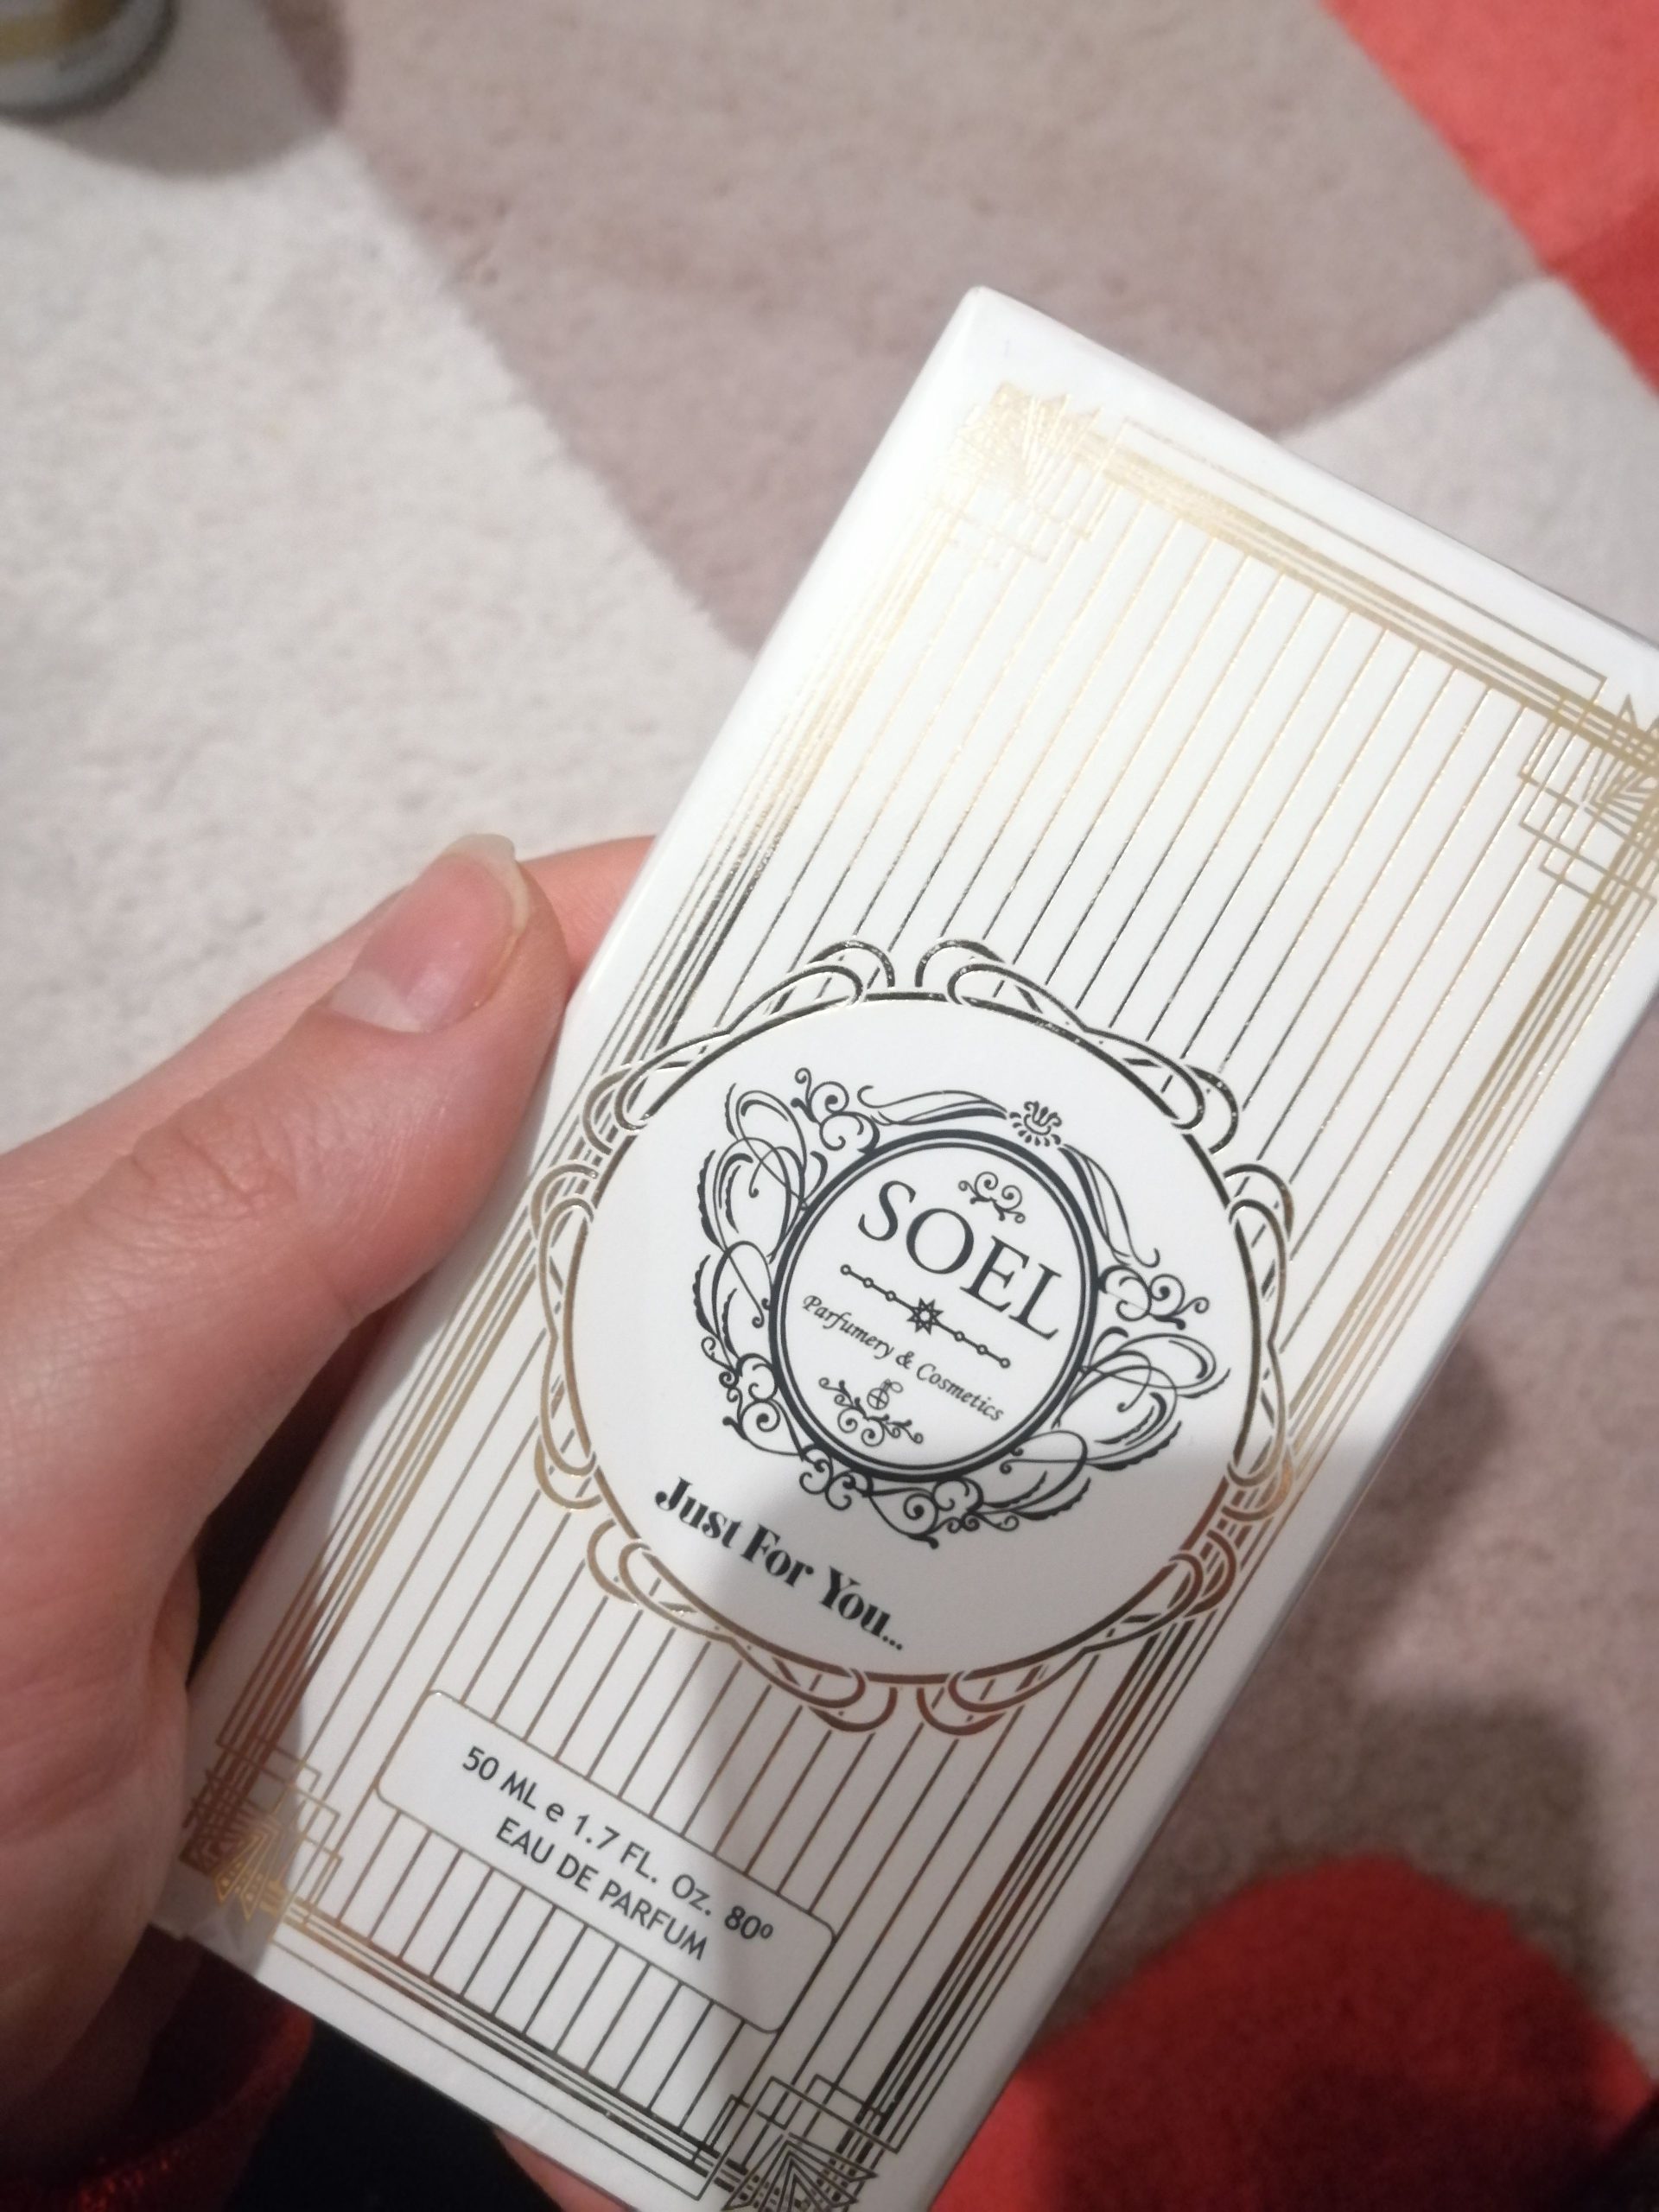 SOEL
Parfumery & Cosmetics
Just For You...
50 ML e 1.7 FL. Oz. 80º
EAU DE PARFUM